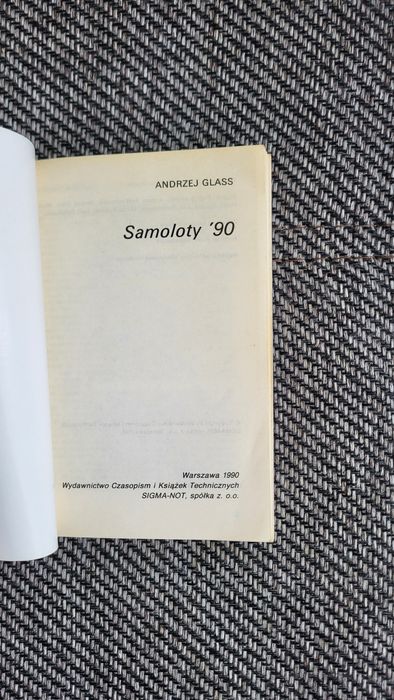 ANDRZEJ GLASS
Samoloty ´90
Warszawa 1990
Wydawnictwo Czasopism i Książek Technicznych
SIGMA-NOT, spółka z. o.o.